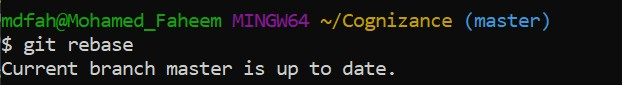 mdfah@Mohamed_Faheem MINGW64 ~/Cognizance (master)
$ git rebase
Current branch master is up to date.